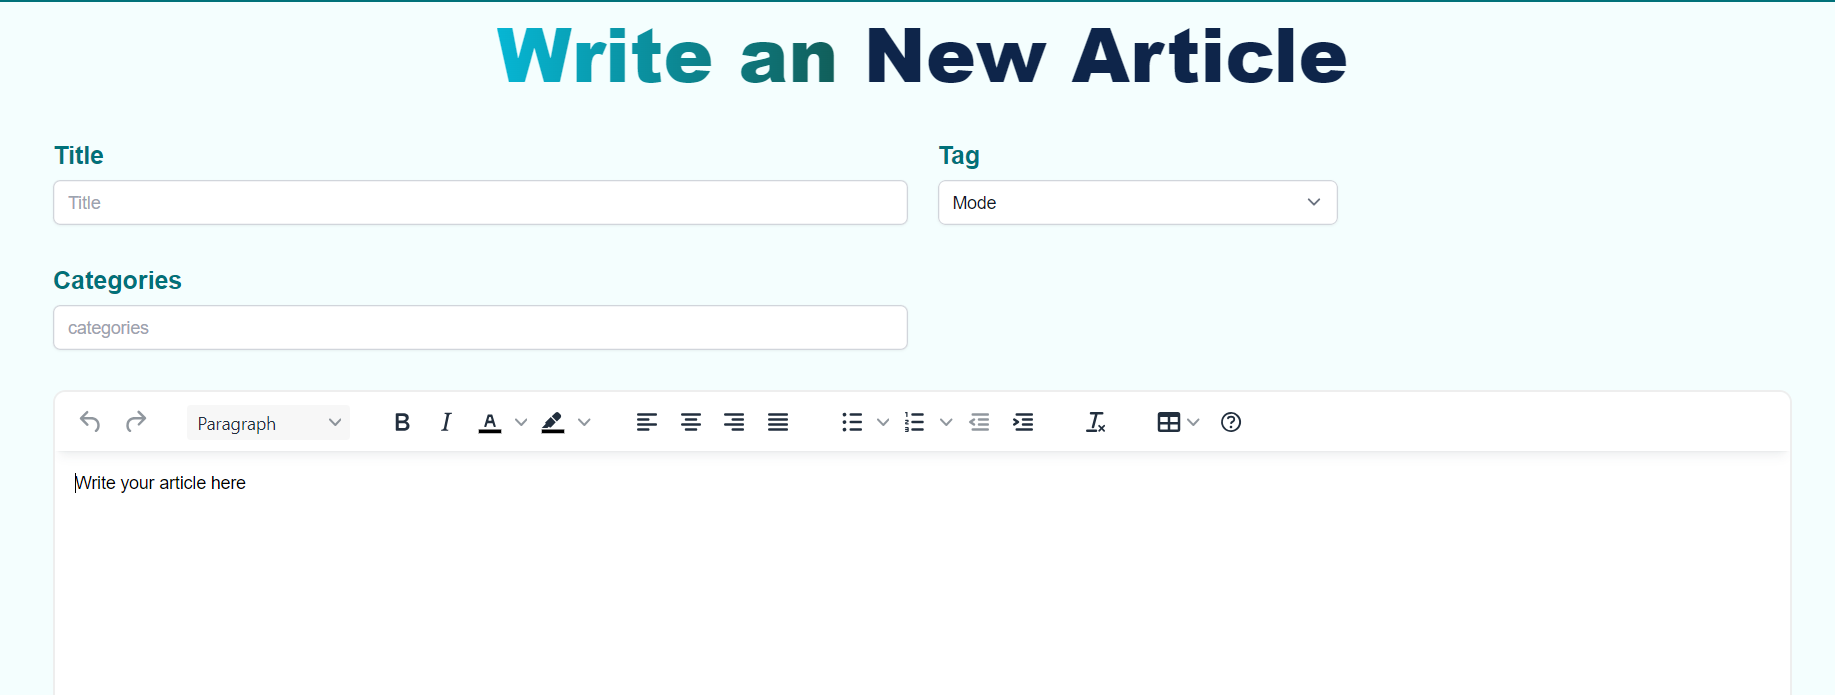 Write an New Article
Title Tag
Title Mode
Categories
categories
Paragraph B I A
Write your article here